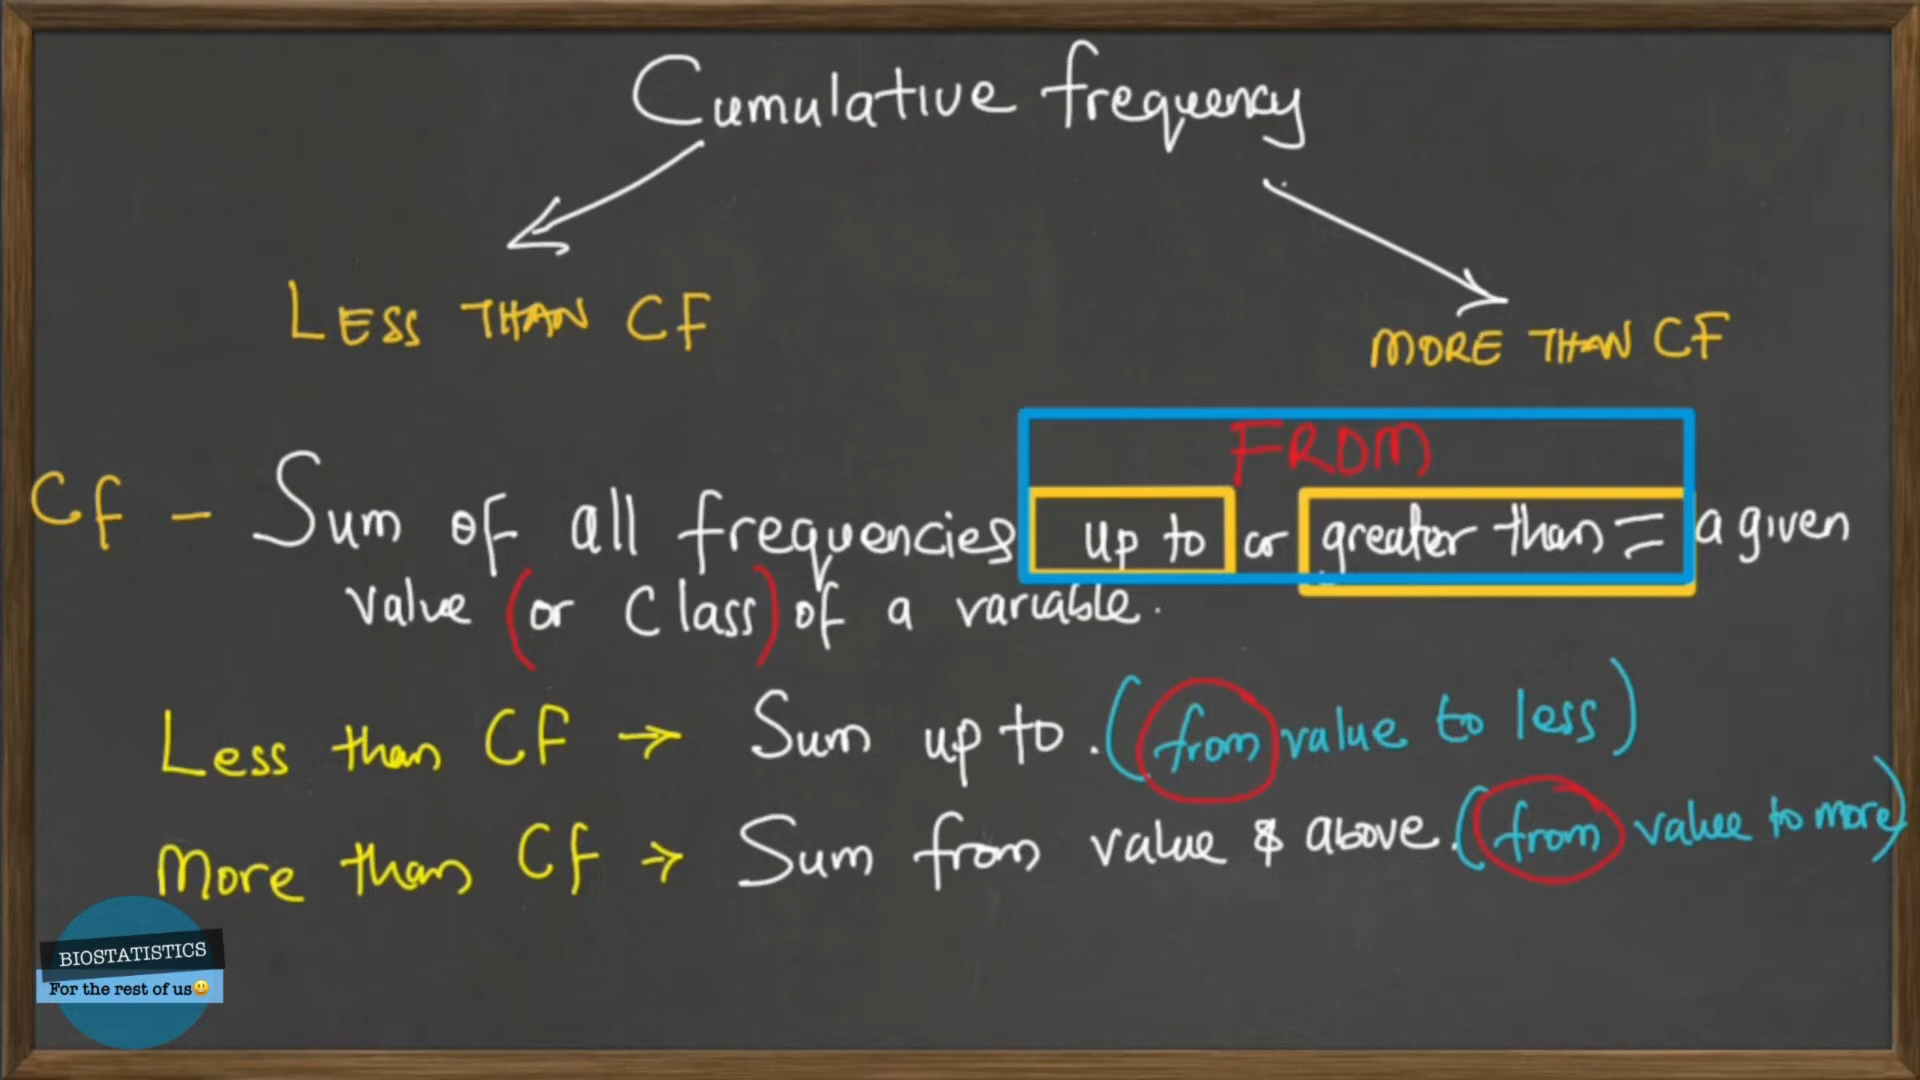 Cumulative frequency
LESS THAN CF
MORE THAN CF
FROM
Cf - Sum of all frequencies up to or greater than = a given
value (or Class) of a variable.
Less than CF → Sum up to. (from value to less)
More than Cf → Sum from value & above. (from value to more)
BIOSTATISTICS
For the rest of us😃